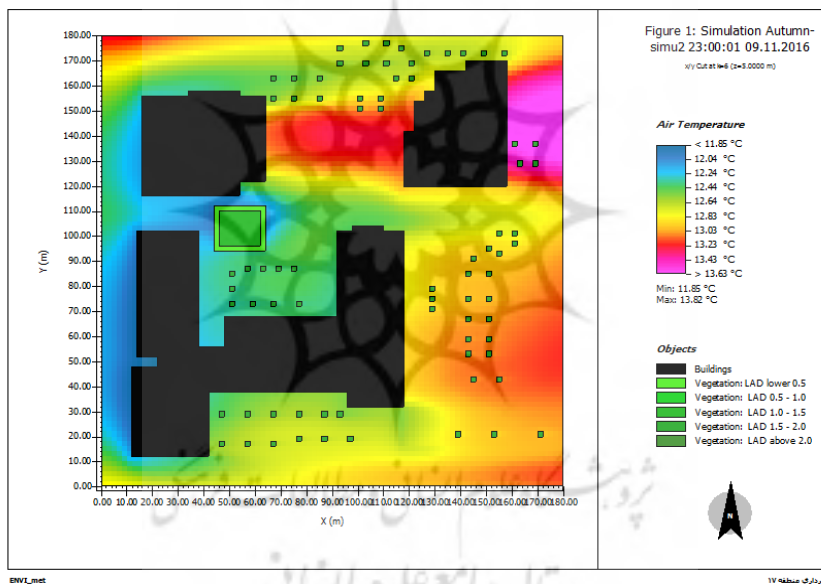 Figure 1: Simulation Autumn-
simu2 23:00:01 09.11.2016
x/y Cut at k=6 (z=5.0000 m)
Air Temperature
< 11.85 °C
12.04 °C
12.24 °C
12.44 °C
12.64 °C
12.83 °C
13.03 °C
13.23 °C
13.43 °C
> 13.63 °C
Min: 11.85 °C
Max: 13.82 °C
Objects
Buildings
Vegetation: LAD lower 0.5
Vegetation: LAD 0.5 - 1.0
Vegetation: LAD 1.0 - 1.5
Vegetation: LAD 1.5 - 2.0
Vegetation: LAD above 2.0
N
180.00
170.00
160.00
150.00
140.00
130.00
120.00
110.00
100.00
90.00
80.00
70.00
60.00
50.00
40.00
30.00
20.00
10.00
0.00
Y (m)
0.00 10.00 20.00 30.00 40.00 50.00 60.00 70.00 80.00 90.00 100.00 110.00 120.00 130.00 140.00 150.00 160.00 170.00 180.00
X (m)
ENVI_met
رداری منطقه ۱۷